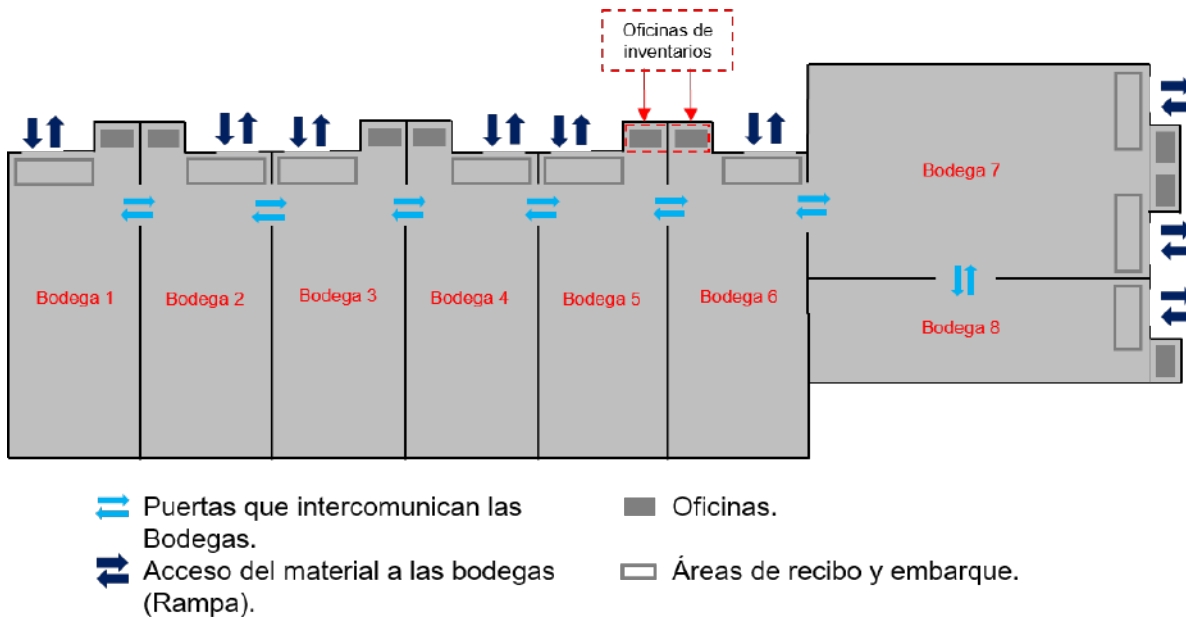 Oficinas de
inventarios
Bodega 7
Bodega 1
Bodega 2
Bodega 3
Bodega 4
Bodega 5
Bodega 6
Bodega 8
Puertas que intercomunican las
Bodegas.
Acceso del material a las bodegas
(Rampa).
Oficinas.
Áreas de recibo y embarque.